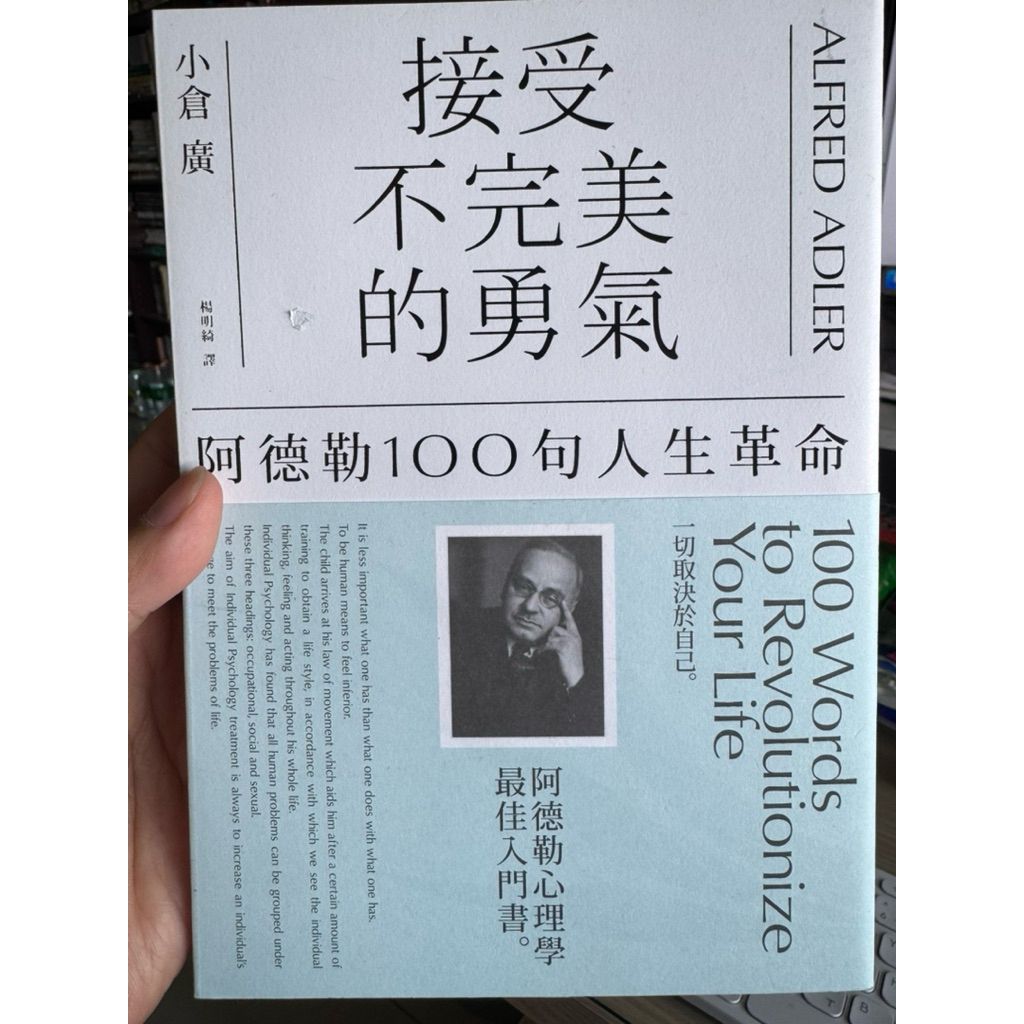 接受
不完美
的勇氣
ALFRED ADLER
小倉 廣
楊明綺 譯
阿德勒100句人生革命
100 Words
to Revolutionize
Your Life
一切取決於自己。
阿德勒心理學
最佳入門書。
It is less important what one has than what one does with what one has.
To be human means to feel inferior.
The child arrives at his law of movement which aids him after a certain amount of
training to obtain a life style, in accordance with which we see the individual
thinking, feeling and acting throughout his whole life.
Individual Psychology has found that all human problems can be grouped under
these three headings: occupational, social and sexual.
The aim of Individual Psychology treatment is always to increase an individual's
to meet the problems of life.